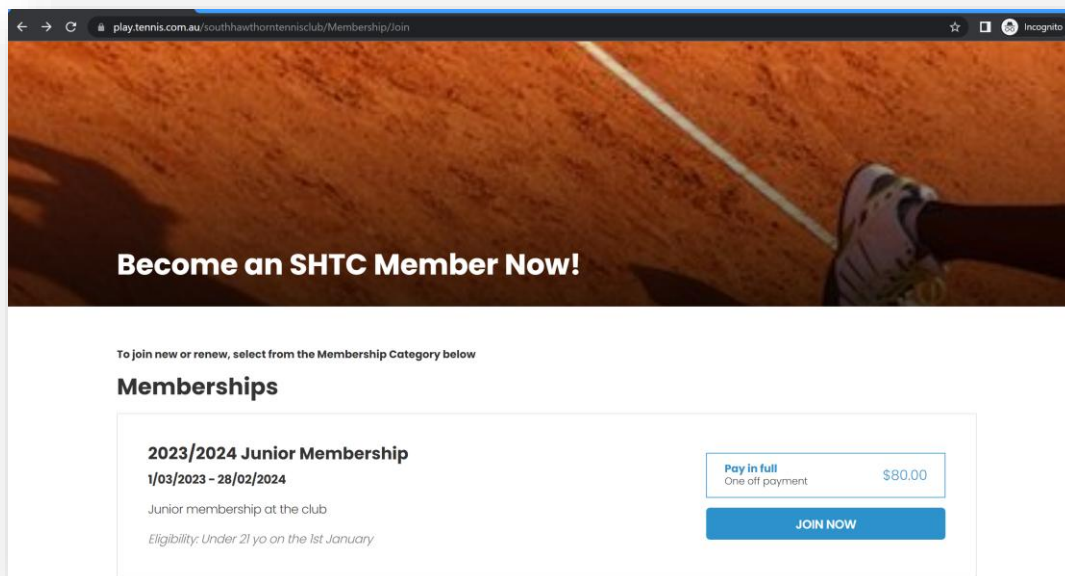 play.tennis.com.au/southhawthorntennisclub/Membership/Join
Incognito
Become an SHTC Member Now!
To join new or renew, select from the Membership Category below
Memberships
2023/2024 Junior Membership
1/03/2023 - 28/02/2024
Junior membership at the club
Eligibility: Under 21 yo on the 1st January
Pay in full
One off payment
$80.00
JOIN NOW